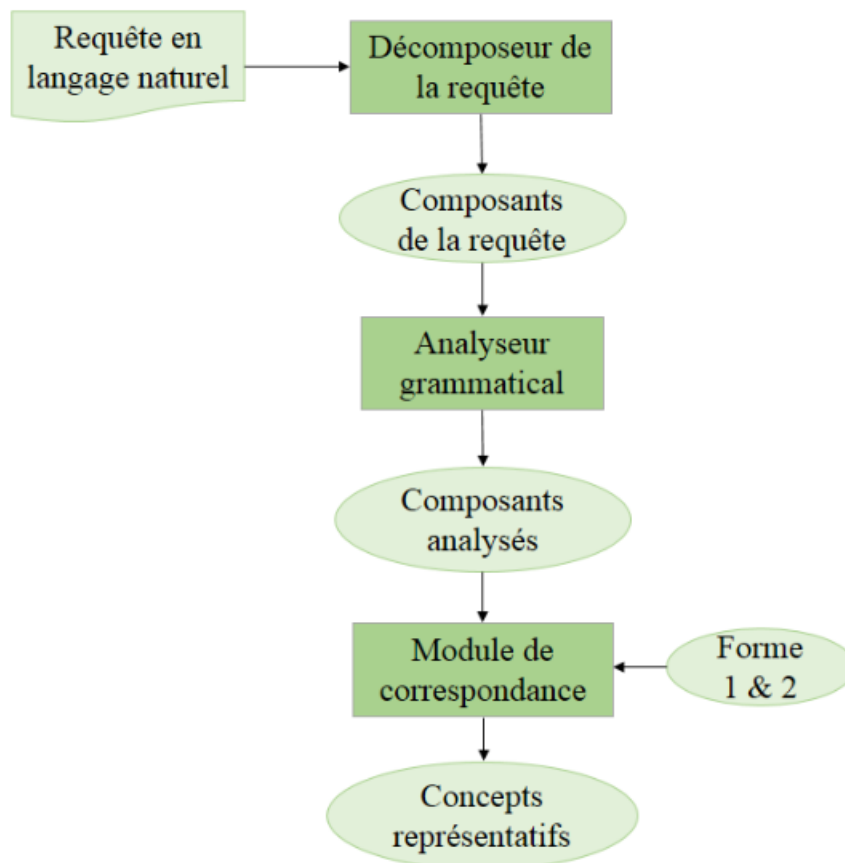 Requête en
langage naturel
Décomposeur de
la requête
Composants
de la requête
Analyseur
grammatical
Composants
analysés
Module de
correspondance
Forme
1 & 2
Concepts
représentatifs